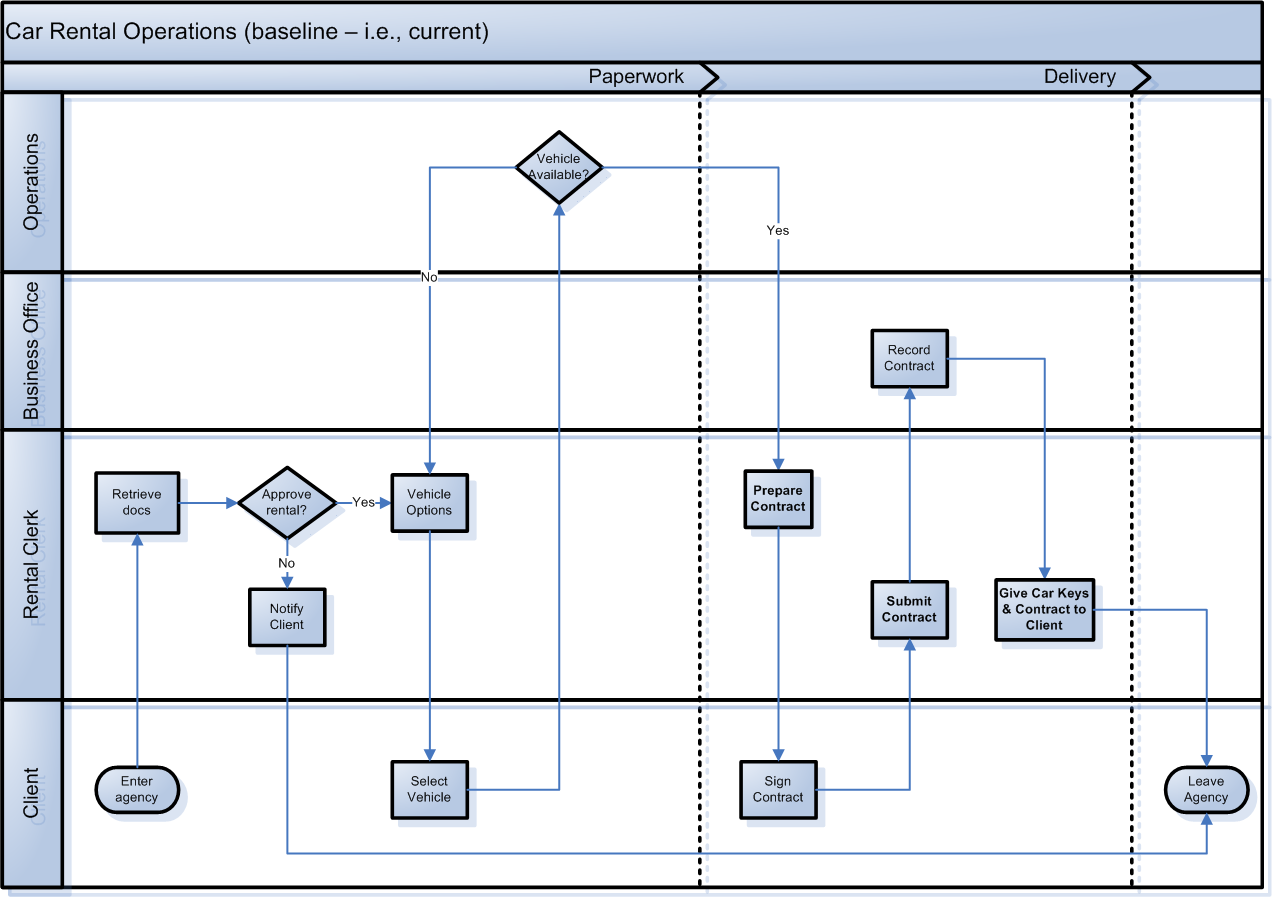 Car Rental Operations (baseline – i.e., current)
Paperwork
Delivery
Operations
Vehicle
Available?
Yes
No
Business Office
Record
Contract
Rental Clerk
Retrieve
docs
Approve
rental?
Yes
Vehicle
Options
No
Notify
Client
Prepare
Contract
Submit
Contract
Give Car Keys
& Contract to
Client
Client
Enter
agency
Select
Vehicle
Sign
Contract
Leave
Agency